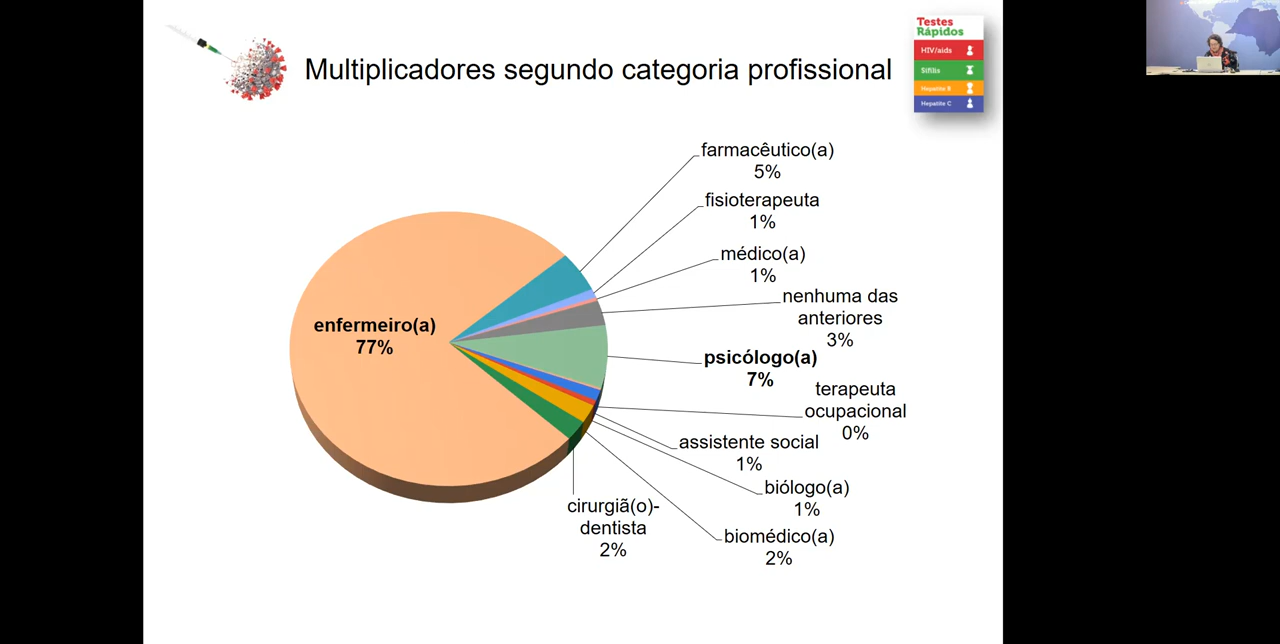 Multiplicadores segundo categoria profissional
Testes
Rápidos
HIV/aids
Sífilis
Hepatite B
Hepatite C
farmacêutico(a)
5%
fisioterapeuta
1%
médico(a)
1%
nenhuma das
anteriores
3%
enfermeiro(a)
77%
psicólogo(a)
7%
terapeuta
ocupacional
0%
assistente social
1%
biólogo(a)
1%
cirurgiã(o)-
dentista
2%
biomédico(a)
2%